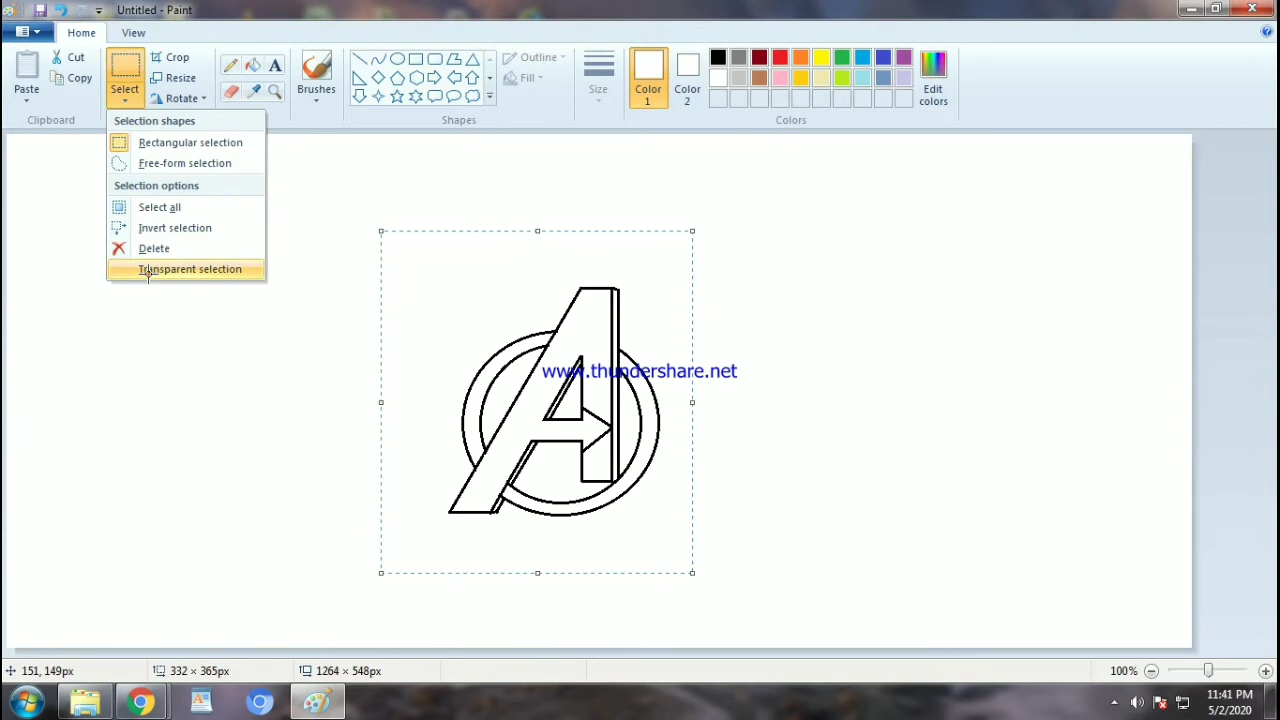 Untitled - Paint
Home View
Paste
Cut
Copy
Clipboard
Select
Crop
Resize
Rotate
A
Brushes
Outline
Fill
Shapes
Size
Color 1
Color 2
Edit colors
Colors
Selection shapes
Rectangular selection
Free-form selection
Selection options
Select all
Invert selection
Delete
Transparent selection
www.thundershare.net
151, 149px 332 × 365px 1264 × 548px 100%
11:41 PM
5/2/2020